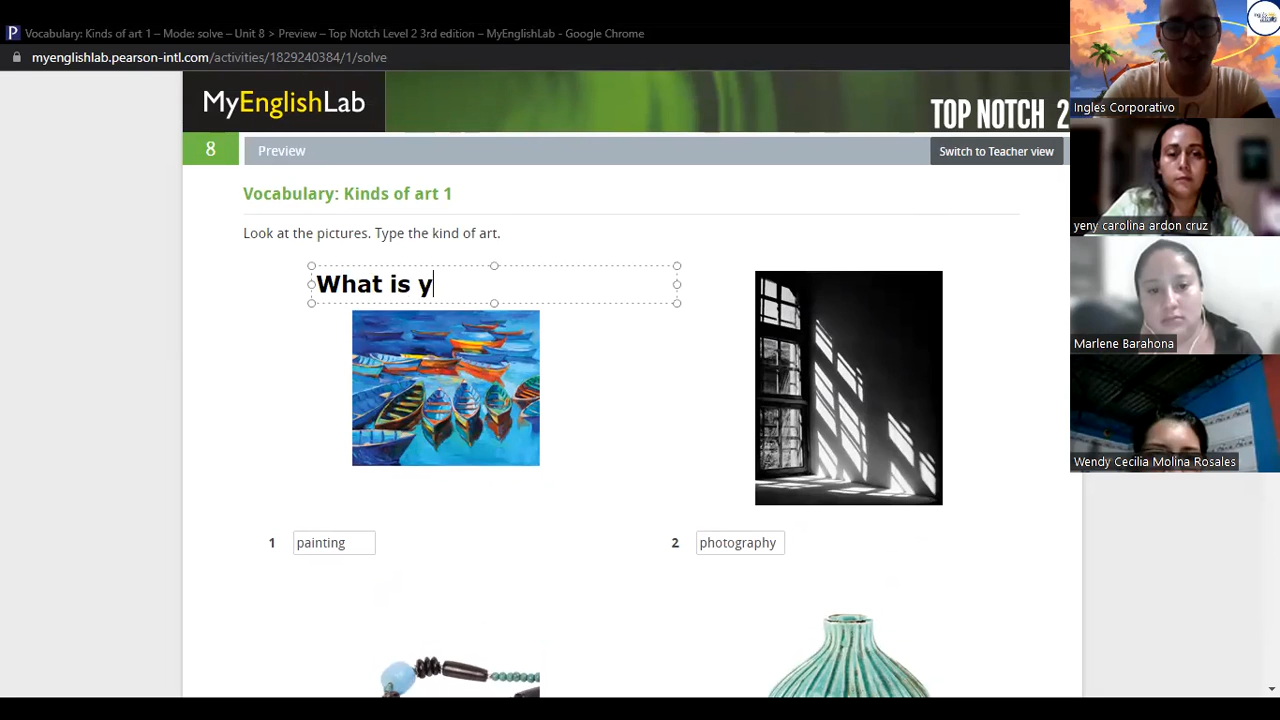 Vocabulary: Kinds of art 1 – Mode: solve – Unit 8 > Preview – Top Notch Level 2 3rd edition – MyEnglishLab - Google Chrome
myenglishlab.pearson-intl.com/activities/1829240384/1/solve
MyEnglishLab
TOP NOTCH 2
8 Preview
Switch to Teacher view
Vocabulary: Kinds of art 1
Look at the pictures. Type the kind of art.
What is y
1 painting
2 photography
Ingles Corporativo
yeny carolina ardon cruz
Marlene Barahona
Wendy Cecilia Molina Rosales